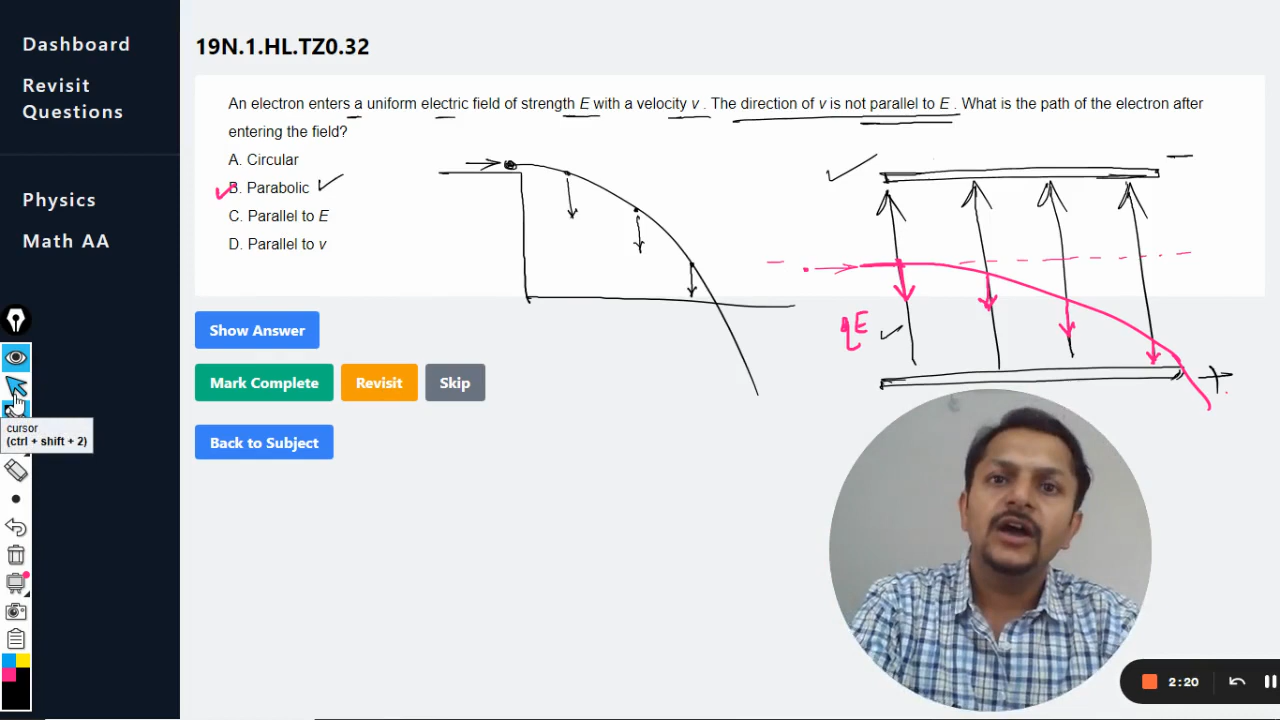 Dashboard
Revisit
Questions
Physics
Math AA
19N.1.HL.TZ0.32
An electron enters a uniform electric field of strength E with a velocity v . The direction of v is not parallel to E . What is the path of the electron after
entering the field?
A. Circular
B. Parabolic
C. Parallel to E
D. Parallel to v
qE
Show Answer
Mark Complete
Revisit
Skip
Back to Subject
cursor
(ctrl + shift + 2)
2:20